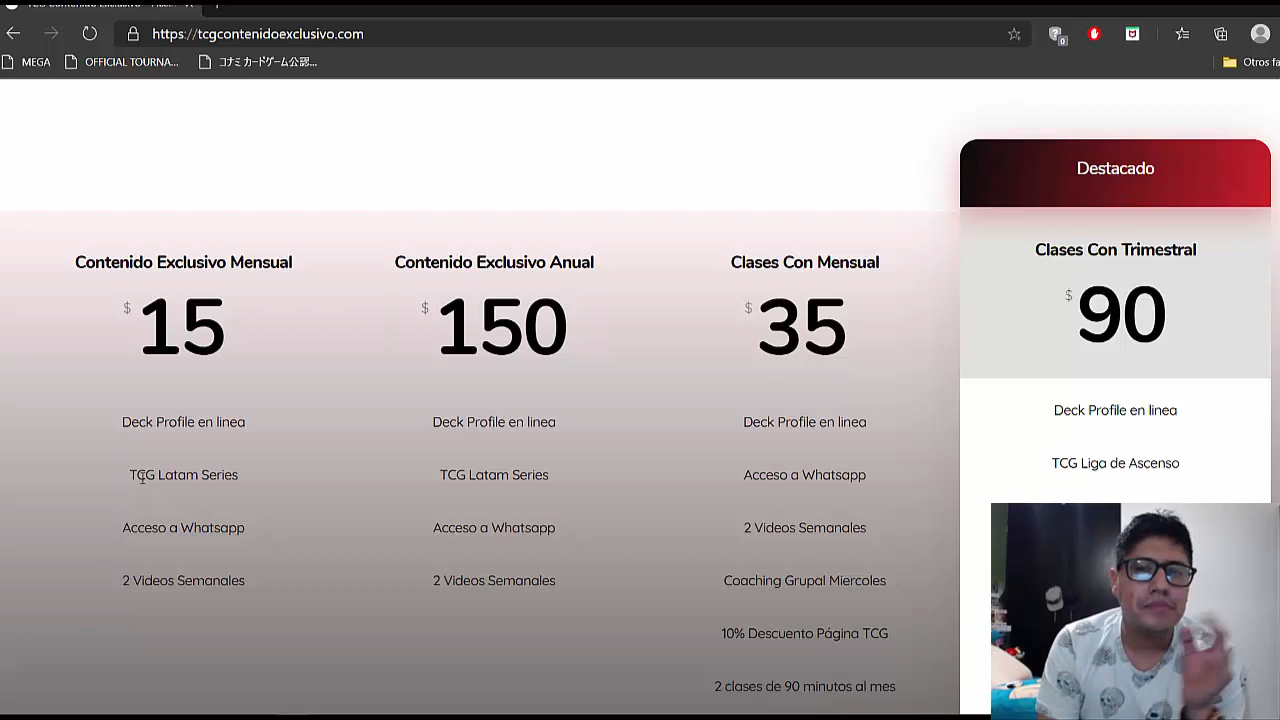 https://tcgcontenidoexclusivo.com
0
MEGA
OFFICIAL TOURNA...
コナミ カードゲーム公認...
Otros fa
Destacado
Contenido Exclusivo Mensual
$ 15
Deck Profile en linea
TCG Latam Series
Acceso a Whatsapp
2 Videos Semanales
Contenido Exclusivo Anual
$ 150
Deck Profile en linea
TCG Latam Series
Acceso a Whatsapp
2 Videos Semanales
Clases Con Mensual
$ 35
Deck Profile en linea
Acceso a Whatsapp
2 Videos Semanales
Coaching Grupal Miercoles
10% Descuento Página TCG
2 clases de 90 minutos al mes
Clases Con Trimestral
$ 90
Deck Profile en linea
TCG Liga de Ascenso